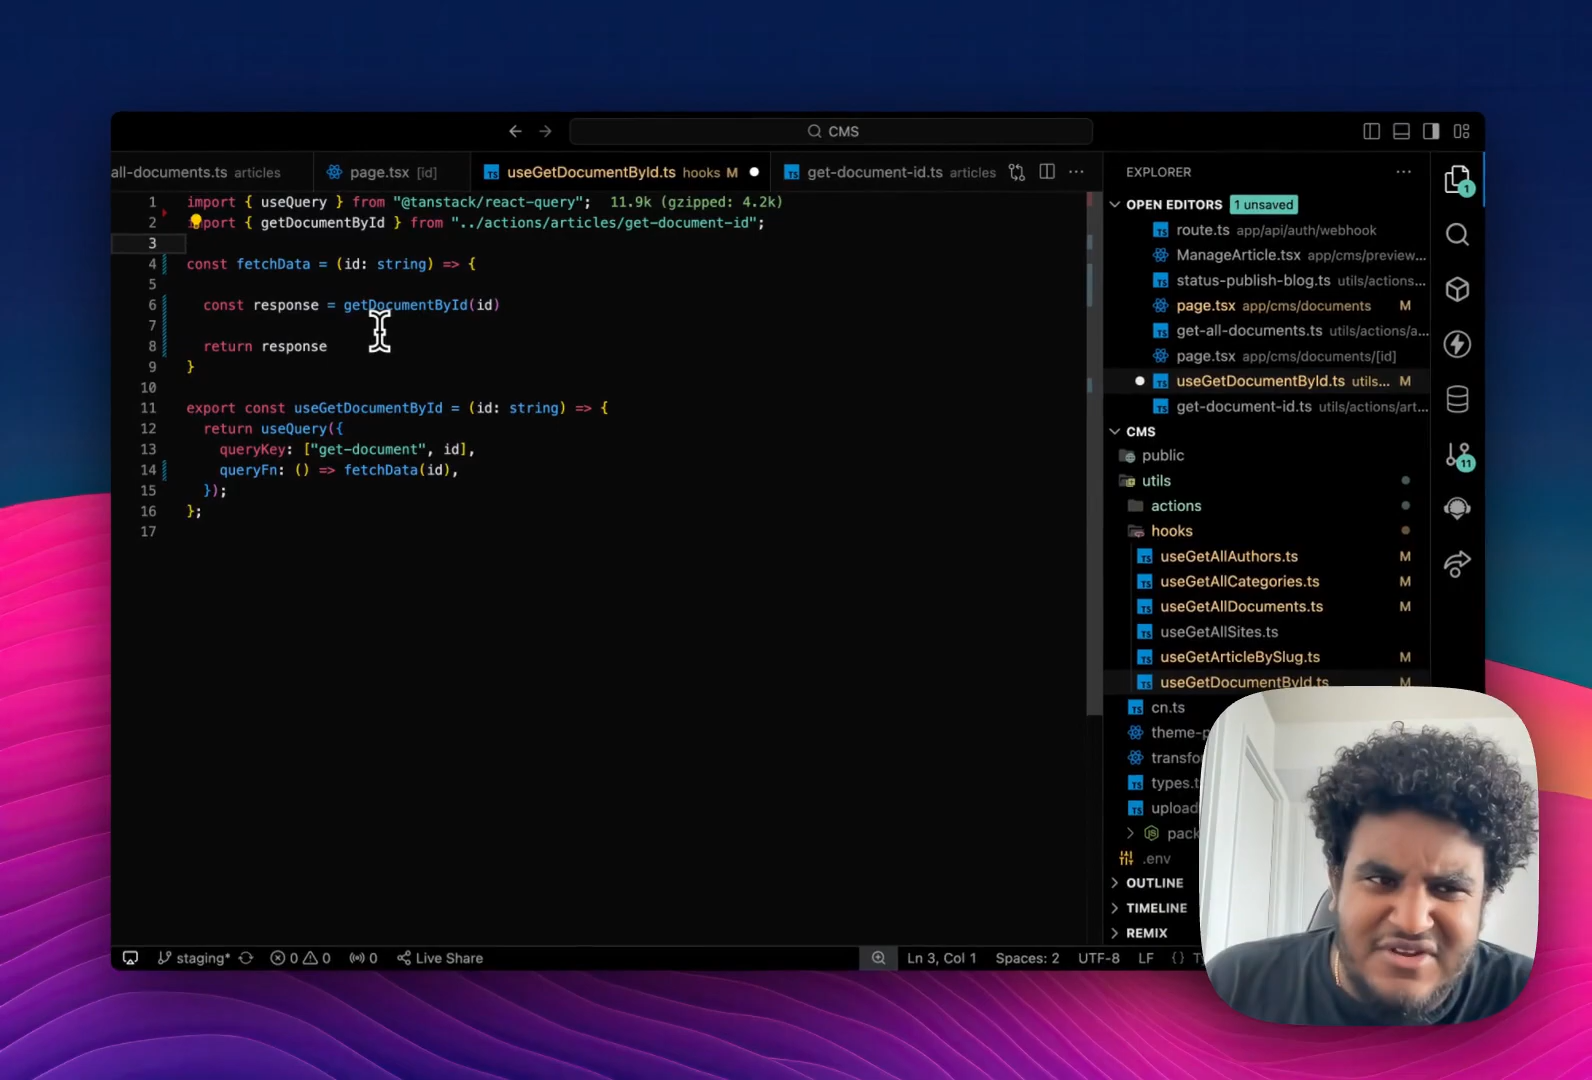 CMS
all-documents.ts articles
page.tsx [id]
useGetDocumentById.ts hooks M
get-document-id.ts articles
EXPLORER
1 import { useQuery } from "@tanstack/react-query"; 11.9k (gzipped: 4.2k)
2 import { getDocumentById } from "../actions/articles/get-document-id";
3
4 const fetchData = (id: string) => {
5
6 const response = getDocumentById(id)
7
8 return response
9 }
10
11 export const useGetDocumentById = (id: string) => {
12 return useQuery({
13 queryKey: ["get-document", id],
14 queryFn: () => fetchData(id),
15 });
16 };
17
OPEN EDITORS 1 unsaved
route.ts app/api/auth/webhook
ManageArticle.tsx app/cms/preview...
status-publish-blog.ts utils/actions...
page.tsx app/cms/documents M
get-all-documents.ts utils/actions/a...
page.tsx app/cms/documents/[id]
useGetDocumentById.ts utils... M
get-document-id.ts utils/actions/art...
CMS
public
utils
actions
hooks
useGetAllAuthors.ts M
useGetAllCategories.ts M
useGetAllDocuments.ts M
useGetAllSites.ts
useGetArticleBySlug.ts M
useGetDocumentById.ts M
cn.ts
theme-p
transfo
types.t
upload
pack
.env
OUTLINE
TIMELINE
REMIX
1
11
staging* 0 0 0 Live Share
Ln 3, Col 1 Spaces: 2 UTF-8 LF {} T